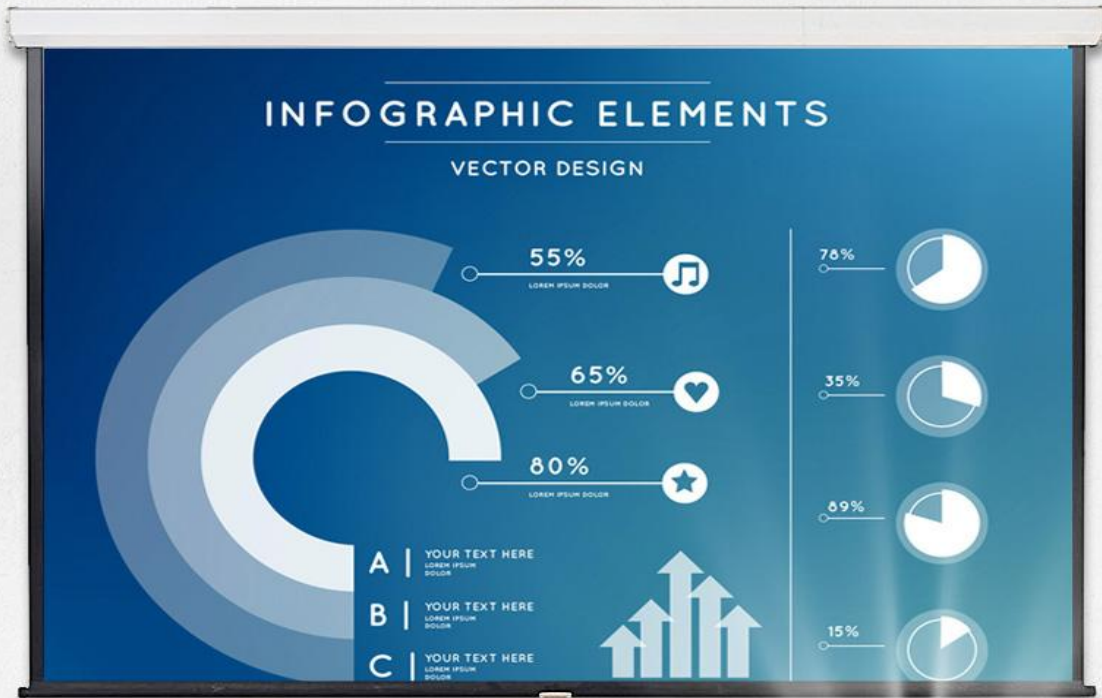 INFOGRAPHIC ELEMENTS
VECTOR DESIGN
55%
LOREM IPSUM DOLOR
65%
LOREM IPSUM DOLOR
80%
LOREM IPSUM DOLOR
A
YOUR TEXT HERE
LOREM IPSUM
DOLOR
B
YOUR TEXT HERE
LOREM IPSUM
DOLOR
C
YOUR TEXT HERE
LOREM IPSUM
DOLOR
78%
35%
89%
15%